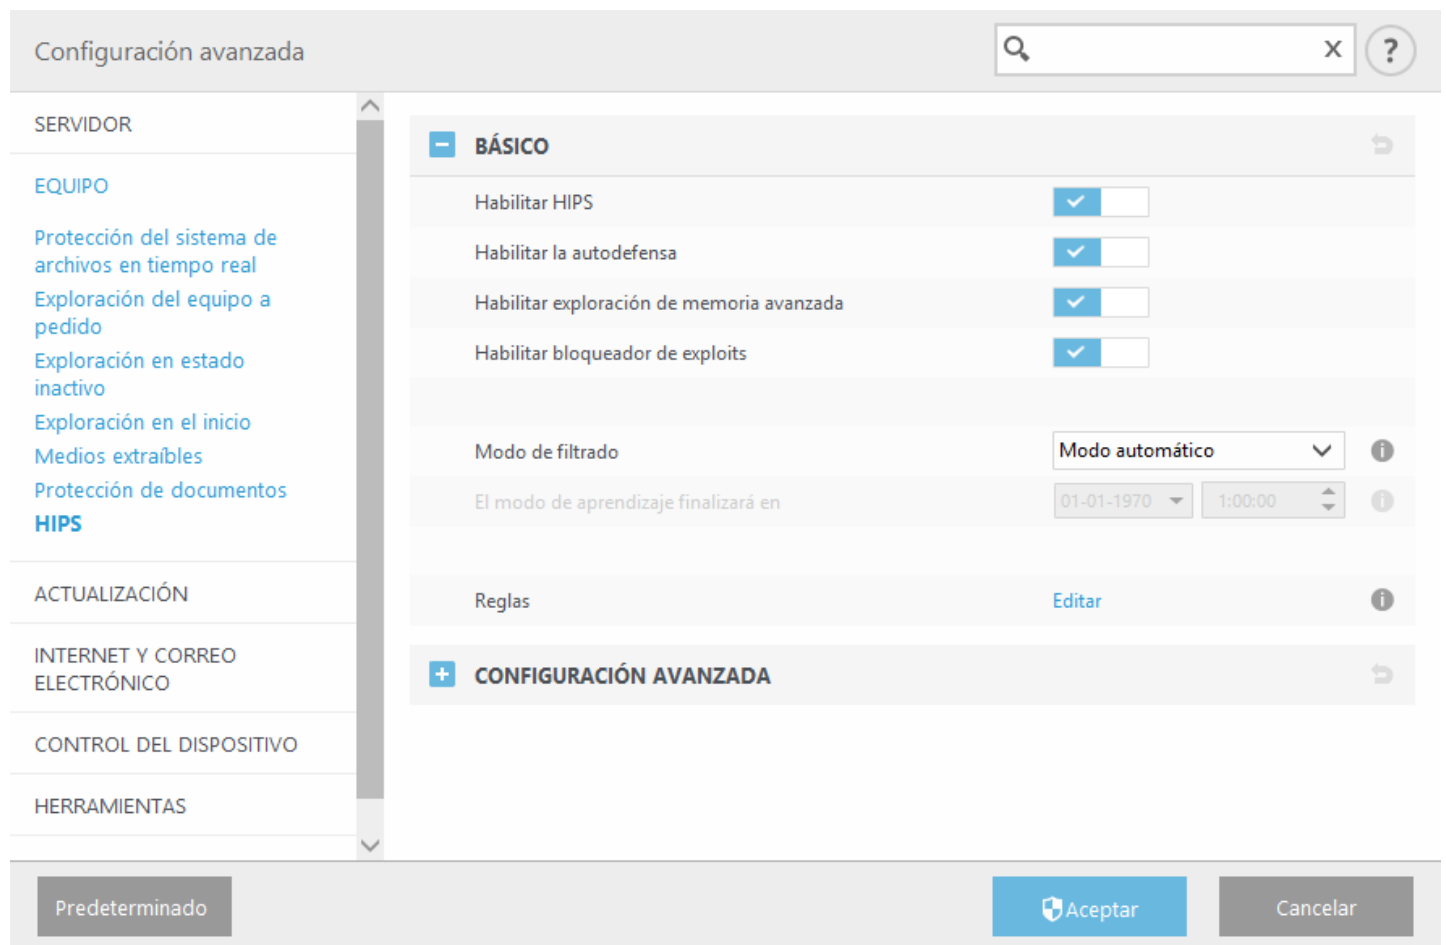 Configuración avanzada
X
?
SERVIDOR
EQUIPO
Protección del sistema de
archivos en tiempo real
Exploración del equipo a
pedido
Exploración en estado
inactivo
Exploración en el inicio
Medios extraíbles
Protección de documentos
HIPS
ACTUALIZACIÓN
INTERNET Y CORREO
ELECTRÓNICO
CONTROL DEL DISPOSITIVO
HERRAMIENTAS
BÁSICO
Habilitar HIPS
Habilitar la autodefensa
Habilitar exploración de memoria avanzada
Habilitar bloqueador de exploits
Modo de filtrado Modo automático
El modo de aprendizaje finalizará en 01-01-1970 1:00:00
Reglas Editar
CONFIGURACIÓN AVANZADA
Predeterminado Aceptar Cancelar